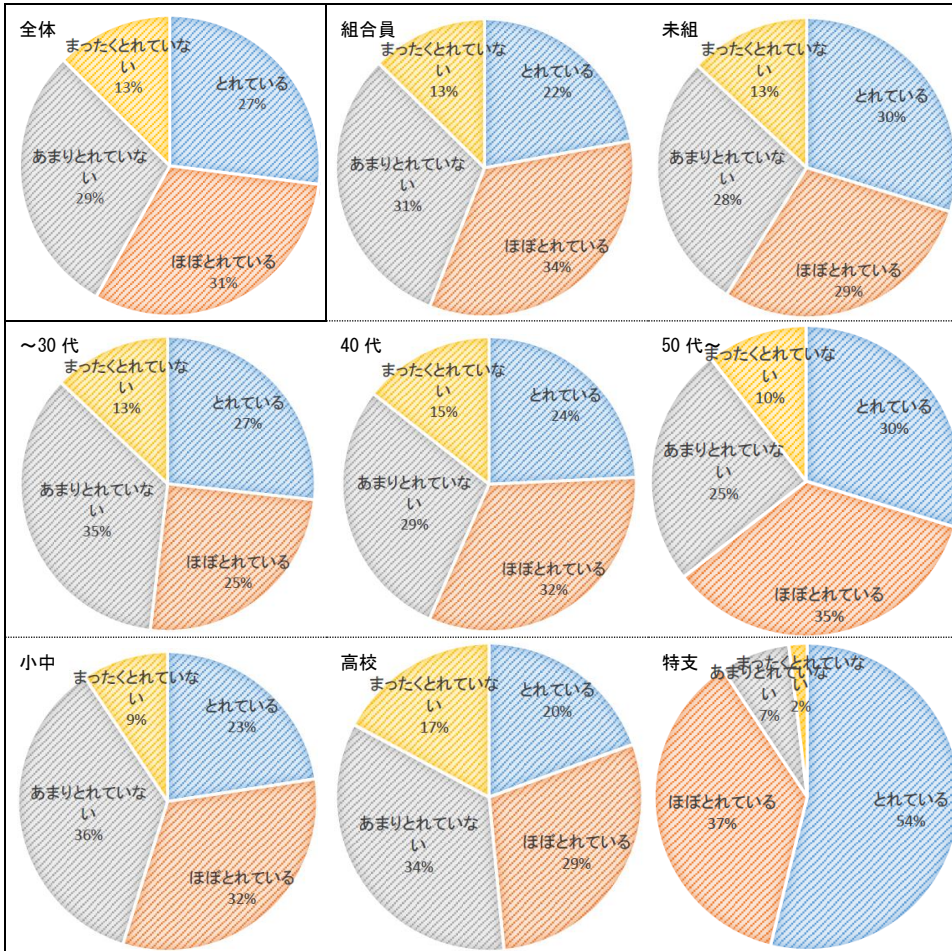 全体
まったくとれていな
い
13%
とれている
27%
あまりとれていな
い
29%
ほぼとれている
31%
組合員
まったくとれていな
い
13%
とれている
22%
あまりとれていな
い
31%
ほぼとれている
34%
未組
まったくとれていな
い
13%
とれている
30%
あまりとれていな
い
28%
ほぼとれている
29%
～30 代
まったくとれていな
い
13%
とれている
27%
あまりとれていな
い
35%
ほぼとれている
25%
40 代
まったくとれていな
い
15%
とれている
24%
あまりとれていな
い
29%
ほぼとれている
32%
50 代～
まったくとれていな
い
10%
とれている
30%
あまりとれていな
い
25%
ほぼとれている
35%
小中
まったくとれていな
い
9%
とれている
23%
あまりとれていな
い
36%
ほぼとれている
32%
高校
まったくとれていな
い
17%
とれている
20%
あまりとれていな
い
34%
ほぼとれている
29%
特支
まったくとれていな
い
2%
あまりとれていな
い
7%
ほぼとれている
37%
とれている
54%